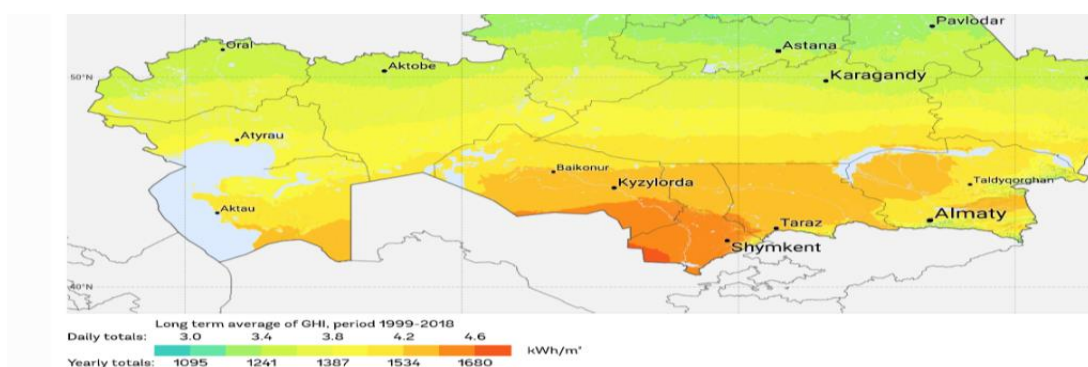 Pavlodar
Oral
Astana
Aktobe
Karagandy
50°N
Atyrau
Baikonur
Kyzylorda
Taldyqorghan
Aktau
Almaty
Taraz
Shymkent
40°N
Long term average of GHI, period 1999-2018
Daily totals: 3.0 3.4 3.8 4.2 4.6
kWh/m²
Yearly totals: 1095 1241 1387 1534 1680